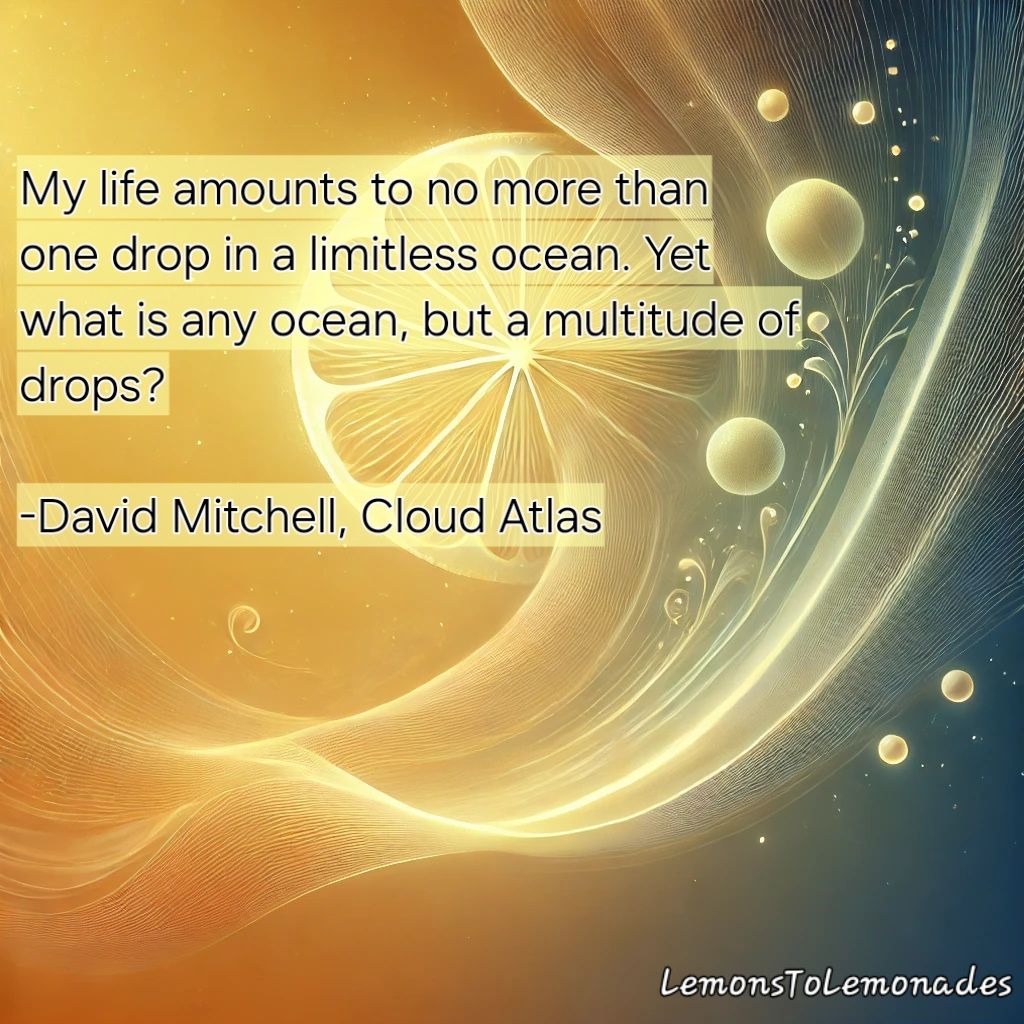 My life amounts to no more than
one drop in a limitless ocean. Yet
what is any ocean, but a multitude of
drops?
-David Mitchell, Cloud Atlas
LemonsToLemonades